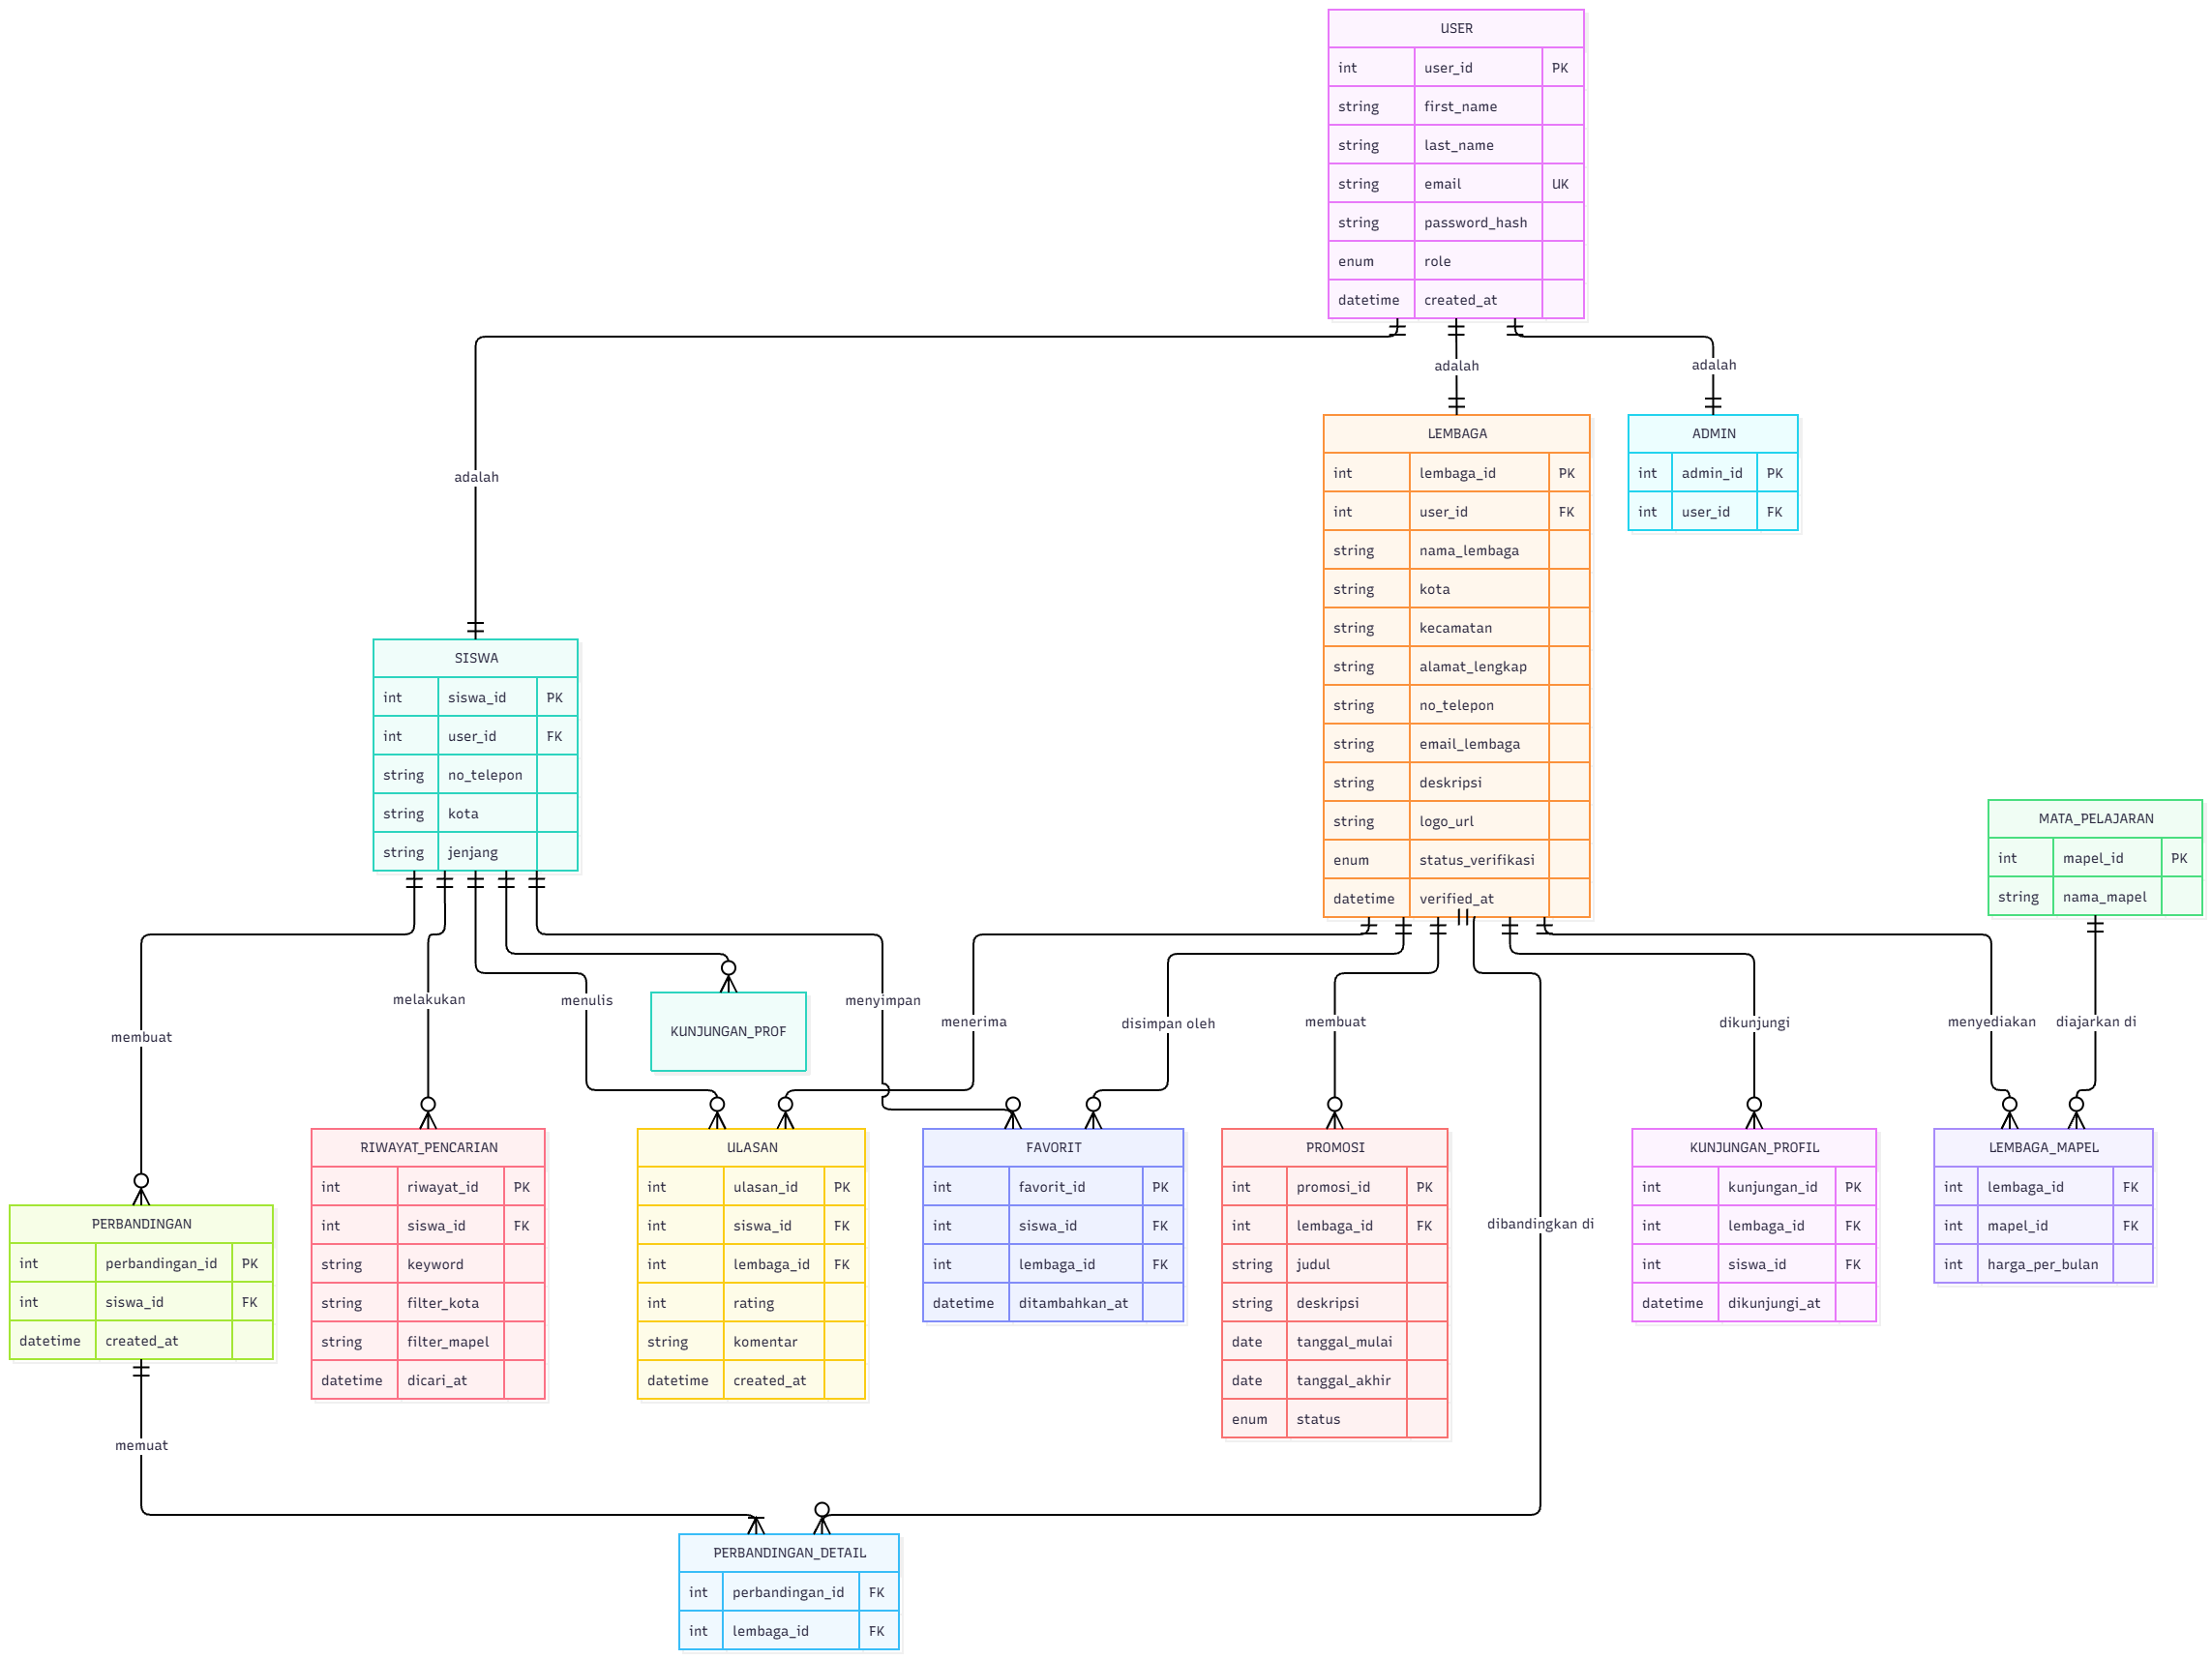 USER
int user_id PK
string first_name
string last_name
string email UK
string password_hash
enum role
datetime created_at
adalah
adalah
adalah
LEMBAGA
int lembaga_id PK
int user_id FK
string nama_lembaga
string kota
string kecamatan
string alamat_lengkap
string no_telepon
string email_lembaga
string deskripsi
string logo_url
enum status_verifikasi
datetime verified_at
ADMIN
int admin_id PK
int user_id FK
SISWA
int siswa_id PK
int user_id FK
string no_telepon
string kota
string jenjang
MATA_PELAJARAN
int mapel_id PK
string nama_mapel
membuat
melakukan
menulis
KUNJUNGAN_PROF
menyimpan
menerima
disimpan oleh
membuat
dikunjungi
menyediakan
diajarkan di
PERBANDINGAN
int perbandingan_id PK
int siswa_id FK
datetime created_at
RIWAYAT_PENCARIAN
int riwayat_id PK
int siswa_id FK
string keyword
string filter_kota
string filter_mapel
datetime dicari_at
ULASAN
int ulasan_id PK
int siswa_id FK
int lembaga_id FK
int rating
string komentar
datetime created_at
FAVORIT
int favorit_id PK
int siswa_id FK
int lembaga_id FK
datetime ditambahkan_at
PROMOSI
int promosi_id PK
int lembaga_id FK
string judul
string deskripsi
date tanggal_mulai
date tanggal_akhir
enum status
dibandingkan di
KUNJUNGAN_PROFIL
int kunjungan_id PK
int lembaga_id FK
int siswa_id FK
datetime dikunjungi_at
LEMBAGA_MAPEL
int lembaga_id FK
int mapel_id FK
int harga_per_bulan
memuat
PERBANDINGAN_DETAIL
int perbandingan_id FK
int lembaga_id FK